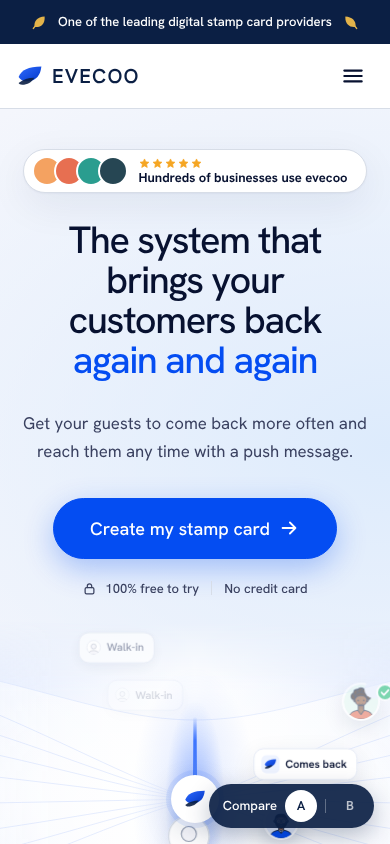 One of the leading digital stamp card providers
EVECOO
Hundreds of businesses use evecoo
The system that
brings your
customers back
again and again
Get your guests to come back more often and
reach them any time with a push message.
Create my stamp card →
100% free to try
No credit card
Walk-in
Walk-in
Comes back
Compare A | B